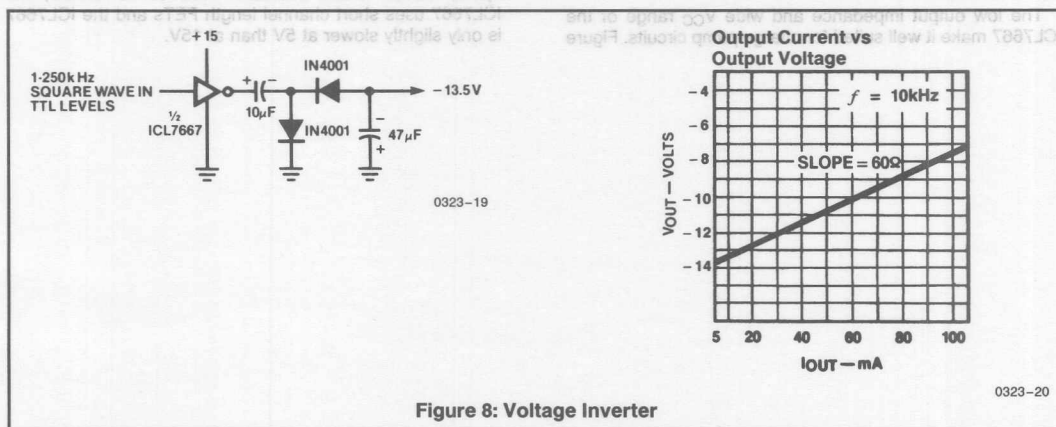 The low output impedance and wide VCC range of the
ICL7667 make it well suited for charge pump circuits. Figure
ICL7667 uses short channel length FETs and the ICL7667
is only slightly slower at 5V than at +15V.
+15
1-250kHz
SQUARE WAVE IN
TTL LEVELS
½
ICL7667
+ −
10µF
IN4001
IN4001
−
47µF
+
−13.5V
0323–19
Output Current vs
Output Voltage
f = 10kHz
SLOPE = 60Ω
VOUT — VOLTS
−4
−6
−8
−10
−12
−14
5 20 40 60 80 100
IOUT — mA
0323–20
Figure 8: Voltage Inverter